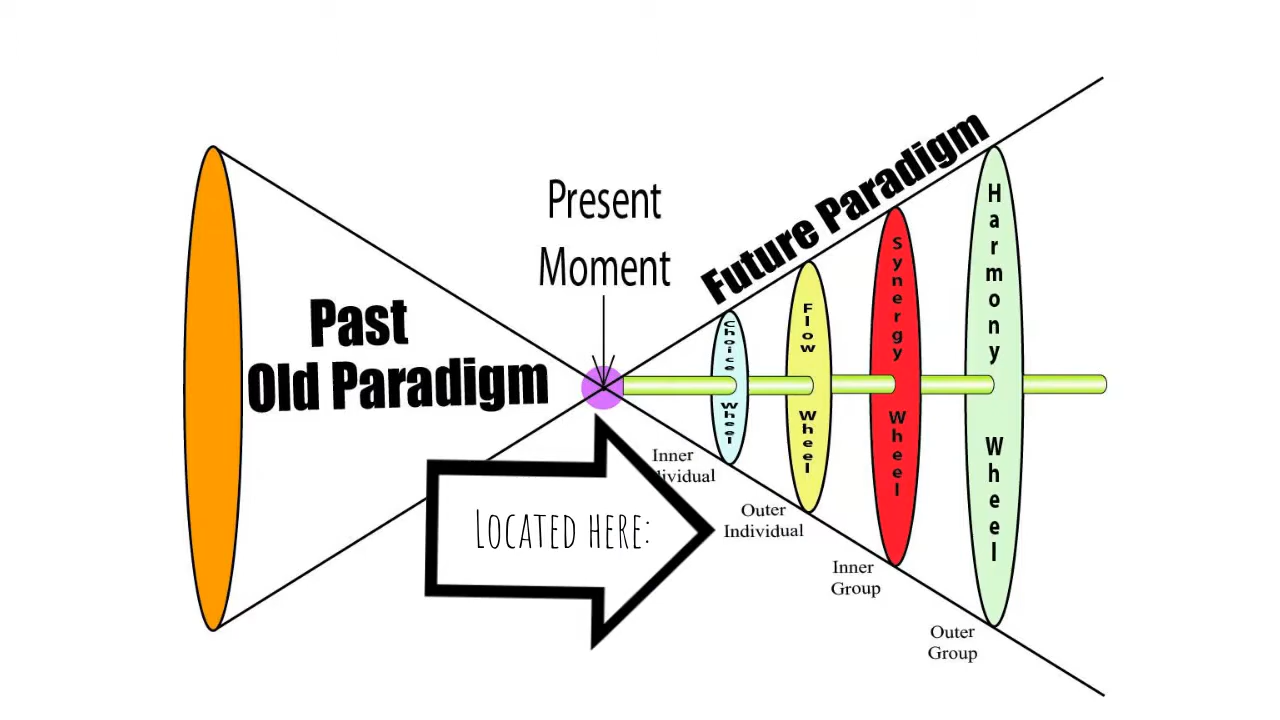 Past
Old Paradigm
Present
Moment
Future Paradigm
Choice Wheel
Flow Wheel
Synergy Wheel
Harmony Wheel
Inner
dividual
Outer
Individual
Inner
Group
Outer
Group
Located here: